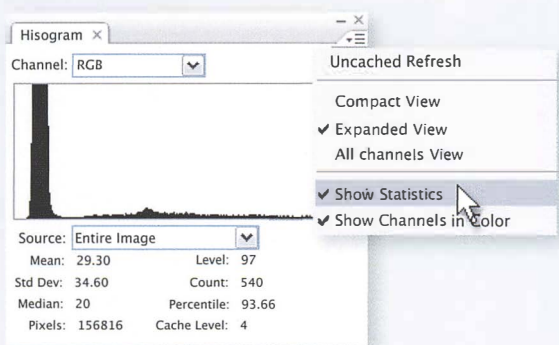 Hisogram ×
Channel: RGB
Source: Entire Image
Mean: 29.30 Level: 97
Std Dev: 34.60 Count: 540
Median: 20 Percentile: 93.66
Pixels: 156816 Cache Level: 4
Uncached Refresh
Compact View
✓ Expanded View
All channels View
✓ Show Statistics
✓ Show Channels in Color